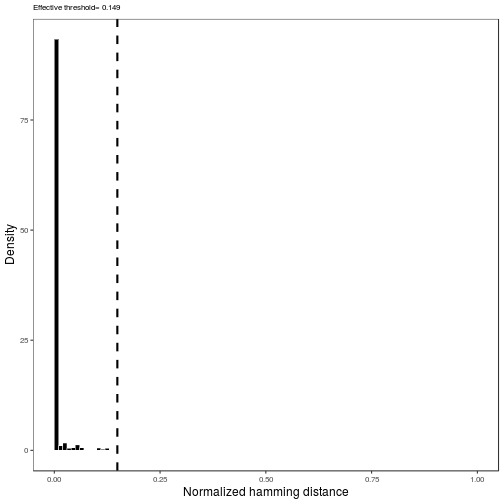 Effective threshold= 0.149
75
50
25
0
Density
0.00 0.25 0.50 0.75 1.00
Normalized hamming distance